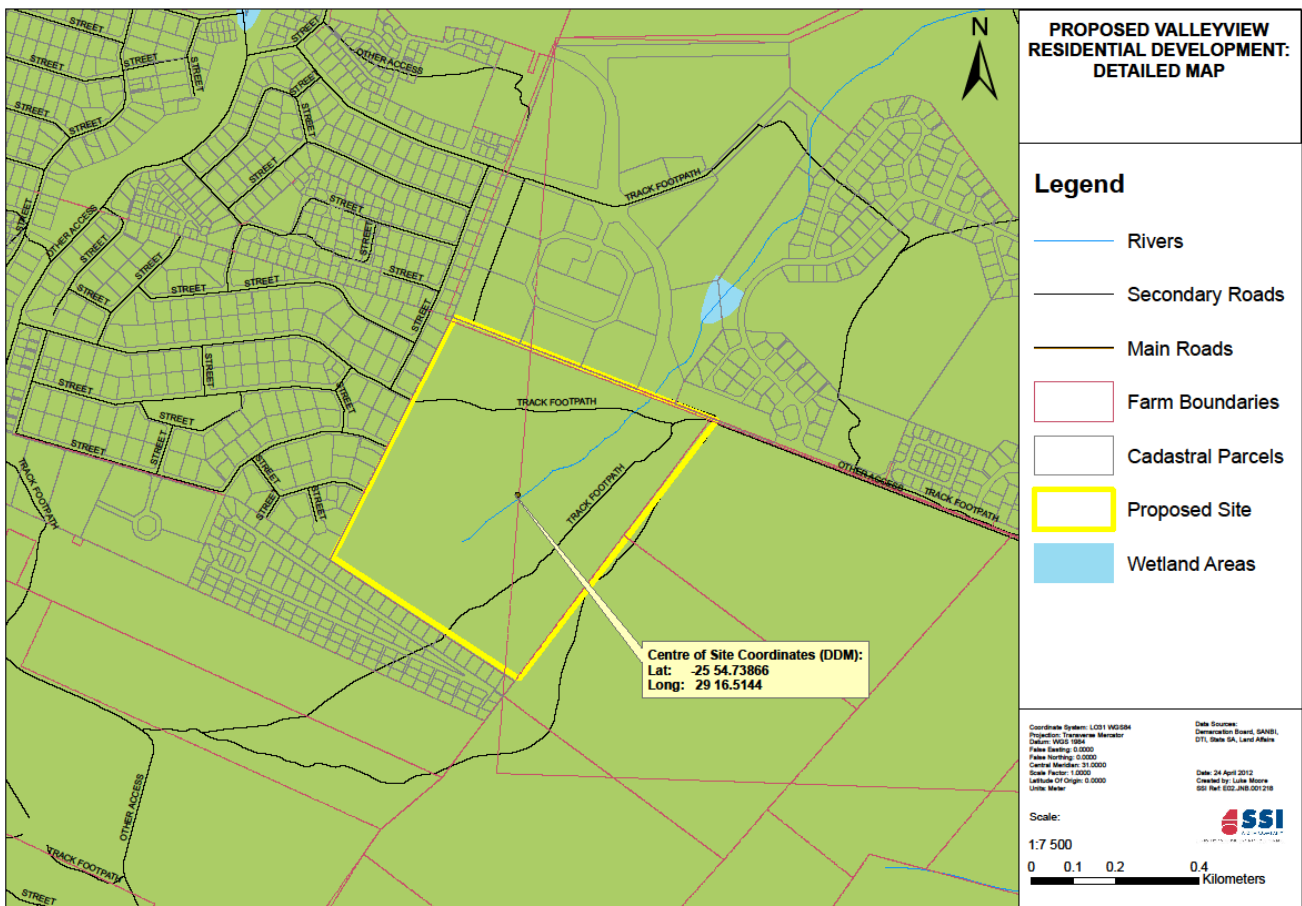 PROPOSED VALLEYVIEW
RESIDENTIAL DEVELOPMENT:
DETAILED MAP
N
Legend
Rivers
Secondary Roads
Main Roads
Farm Boundaries
Cadastral Parcels
Proposed Site
Wetland Areas
STREET
STREET
STREET
STREET
OTHER ACCESS
STREET
STREET
STREET
STREET
STREET
STREET
TRACK FOOTPATH
STREET
STREET
OTHER ACCESS
STREET
STREET
STREET
STREET
STREET
STREET
STREET
STREET
STREET
TRACK FOOTPATH
STREET
STREET
STREET
STREET
STREET
STREET
TRACK FOOTPATH
TRACK FOOTPATH
OTHER ACCESS
TRACK FOOTPATH
Centre of Site Coordinates (DDM):
Lat: -25 54.73866
Long: 29 16.5144
OTHER ACCESS
TRACK FOOTPATH
STREET
Coordinate System: LO31 WGS84
Projection: Transverse Mercator
Datum: WGS 1984
False Easting: 0.0000
False Northing: 0.0000
Central Meridian: 31.0000
Scale Factor: 1.0000
Latitude Of Origin: 0.0000
Units: Meter
Data Sources:
Demarcation Board, SANBI,
DTI, Stats SA, Land Affairs
Date: 24 April 2012
Created by: Luke Moore
SSI Ref: E02.JNB.001218
Scale:
1:7 500
SSI
0 0.1 0.2 0.4
Kilometers